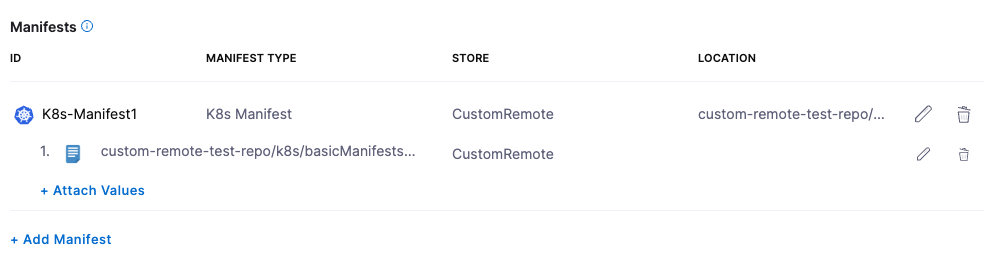 Manifests
ID MANIFEST TYPE STORE LOCATION
K8s-Manifest1 K8s Manifest CustomRemote custom-remote-test-repo/...
1. custom-remote-test-repo/k8s/basicManifests... CustomRemote
+ Attach Values
+ Add Manifest